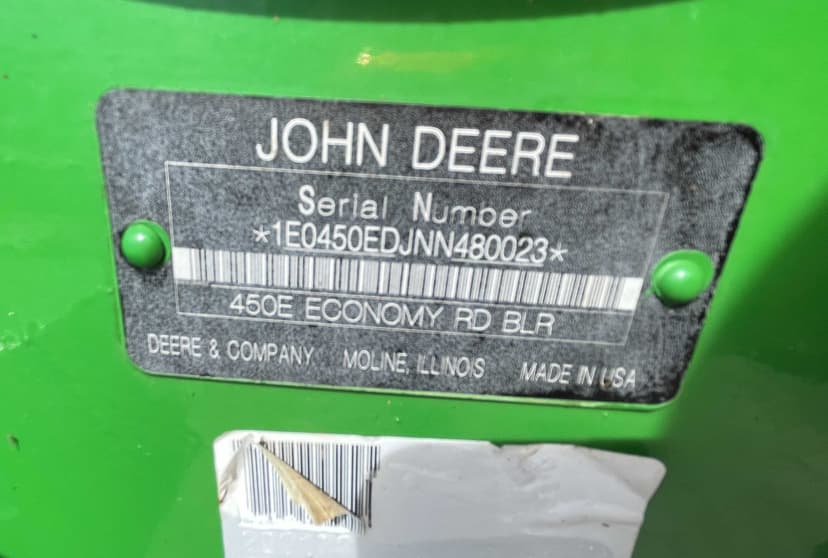 JOHN DEERE
Serial Number
*1E0450EDJNN480023*
450E ECONOMY RD BLR
DEERE & COMPANY MOLINE, ILLINOIS MADE IN USA